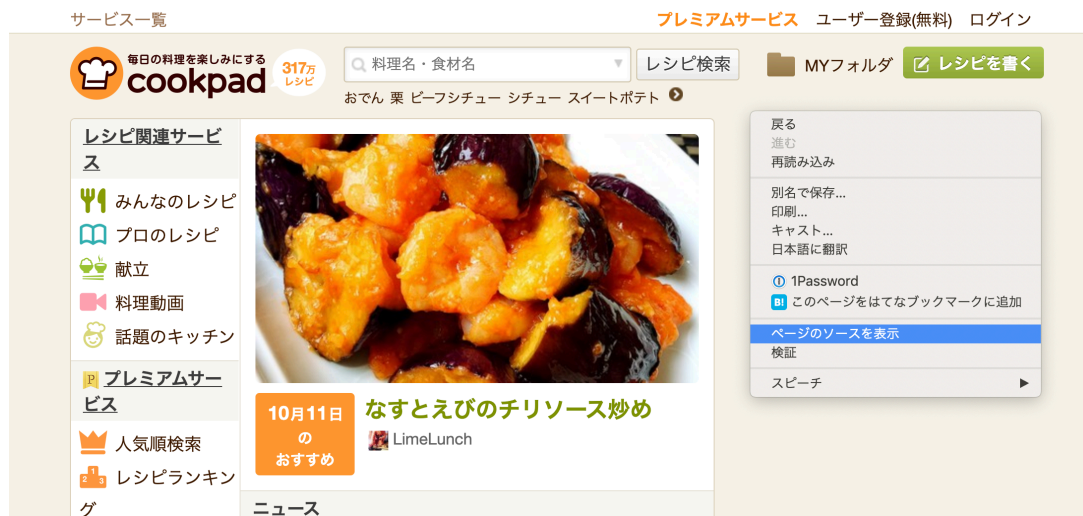 サービス一覧
プレミアムサービス ユーザー登録(無料) ログイン
毎日の料理を楽しみにする
cookpad
317万
レシピ
料理名・食材名
レシピ検索
MYフォルダ
レシピを書く
おでん 栗 ビーフシチュー シチュー スイートポテト
レシピ関連サービ
ス
みんなのレシピ
プロのレシピ
献立
料理動画
話題のキッチン
P プレミアムサー
ビス
人気順検索
1 2 3 レシピランキン
グ
10月11日
の
おすすめ
なすとえびのチリソース炒め
LimeLunch
ニュース
戻る
進む
再読み込み
別名で保存...
印刷...
キャスト...
日本語に翻訳
1Password
B! このページをはてなブックマークに追加
ページのソースを表示
検証
スピーチ